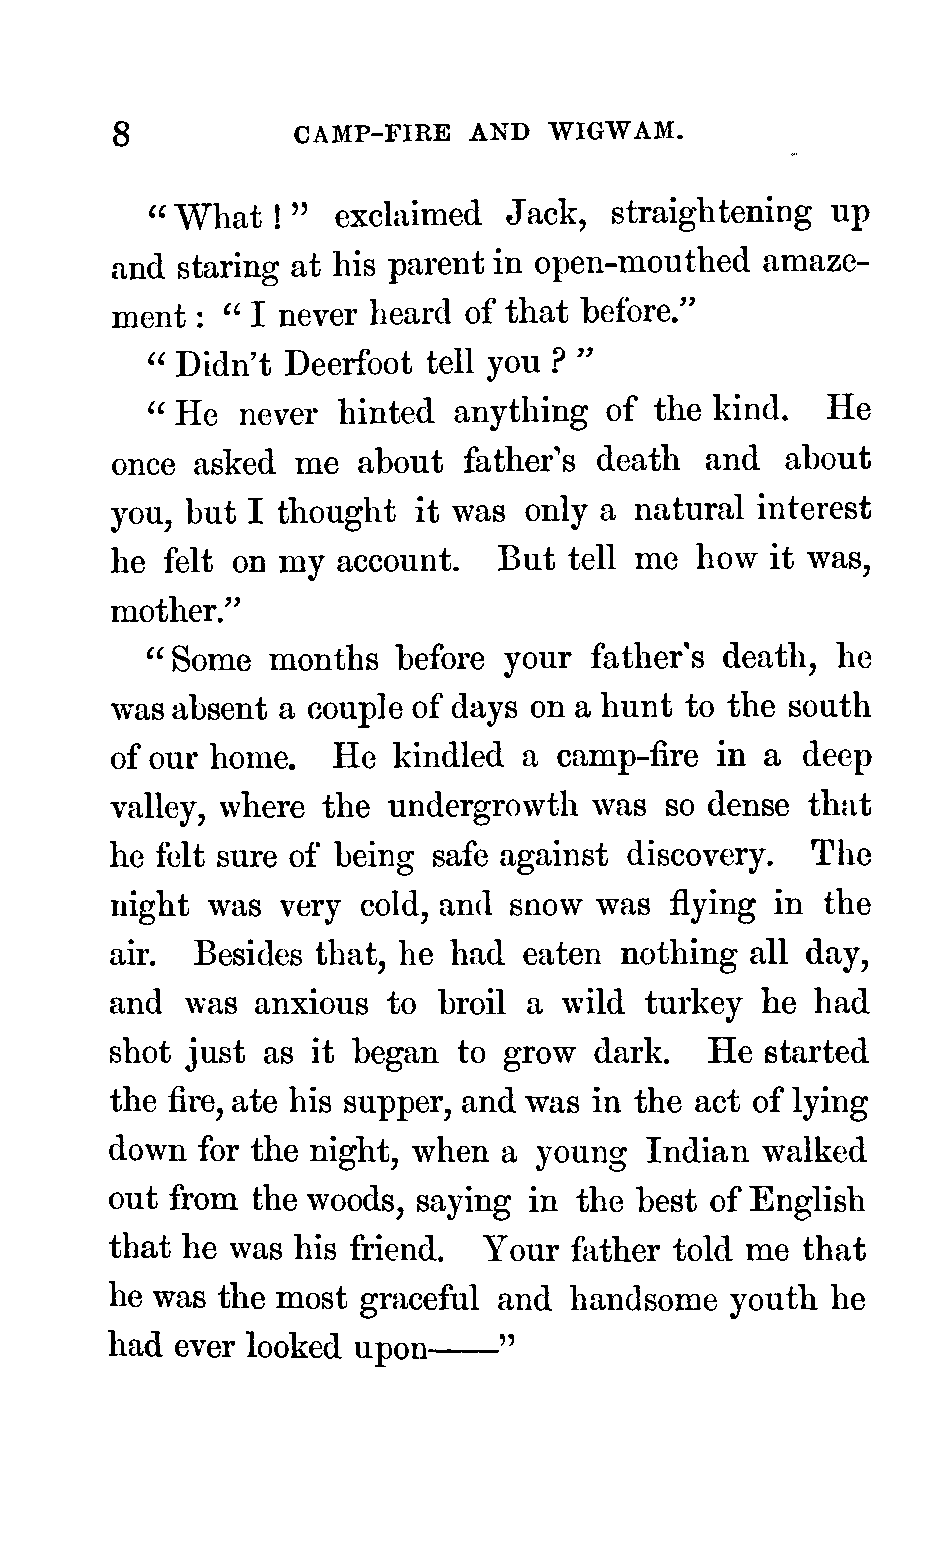 8 CAMP-FIRE AND WIGWAM.
"What!" exclaimed Jack, straightening up
and staring at his parent in open-mouthed amaze-
ment: "I never heard of that before."
"Didn't Deerfoot tell you?"
"He never hinted anything of the kind. He
once asked me about father's death and about
you, but I thought it was only a natural interest
he felt on my account. But tell me how it was,
mother."
"Some months before your father's death, he
was absent a couple of days on a hunt to the south
of our home. He kindled a camp-fire in a deep
valley, where the undergrowth was so dense that
he felt sure of being safe against discovery. The
night was very cold, and snow was flying in the
air. Besides that, he had eaten nothing all day,
and was anxious to broil a wild turkey he had
shot just as it began to grow dark. He started
the fire, ate his supper, and was in the act of lying
down for the night, when a young Indian walked
out from the woods, saying in the best of English
that he was his friend. Your father told me that
he was the most graceful and handsome youth he
had ever looked upon——"